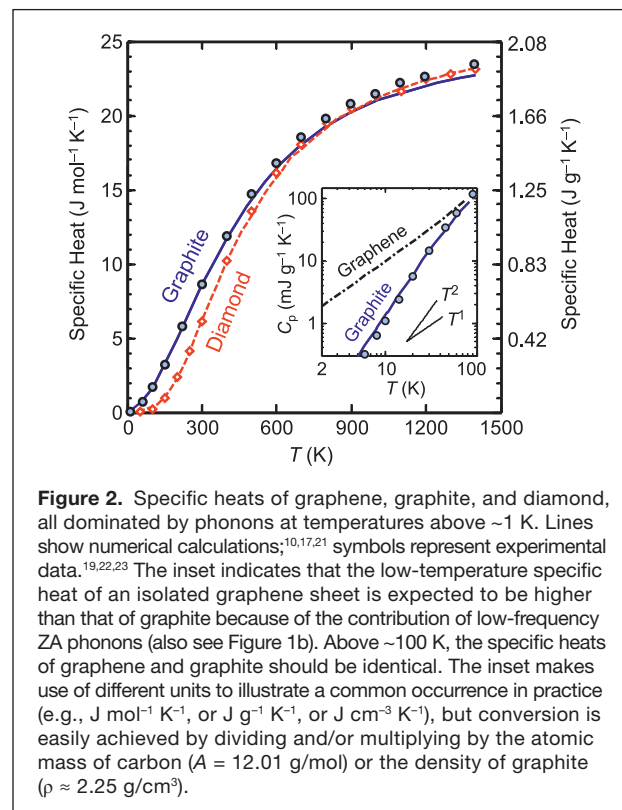 25
20
15
10
5
0
Specific Heat (J mol⁻¹ K⁻¹)
2.08
1.66
1.25
0.83
0.42
Specific Heat (J g⁻¹ K⁻¹)
0
300
600
900
1200
1500
T (K)
Graphite
Diamond
100
10
1
Cₚ (mJ g⁻¹ K⁻¹)
Graphene
Graphite
T²
T¹
2
10
100
T (K)
Figure 2. Specific heats of graphene, graphite, and diamond,
all dominated by phonons at temperatures above ~1 K. Lines
show numerical calculations;¹⁰,¹⁷,²¹ symbols represent experimental
data.¹⁹,²²,²³ The inset indicates that the low-temperature specific
heat of an isolated graphene sheet is expected to be higher
than that of graphite because of the contribution of low-frequency
ZA phonons (also see Figure 1b). Above ~100 K, the specific heats
of graphene and graphite should be identical. The inset makes
use of different units to illustrate a common occurrence in practice
(e.g., J mol⁻¹ K⁻¹, or J g⁻¹ K⁻¹, or J cm⁻³ K⁻¹), but conversion is
easily achieved by dividing and/or multiplying by the atomic
mass of carbon (A = 12.01 g/mol) or the density of graphite
(ρ ≈ 2.25 g/cm³).